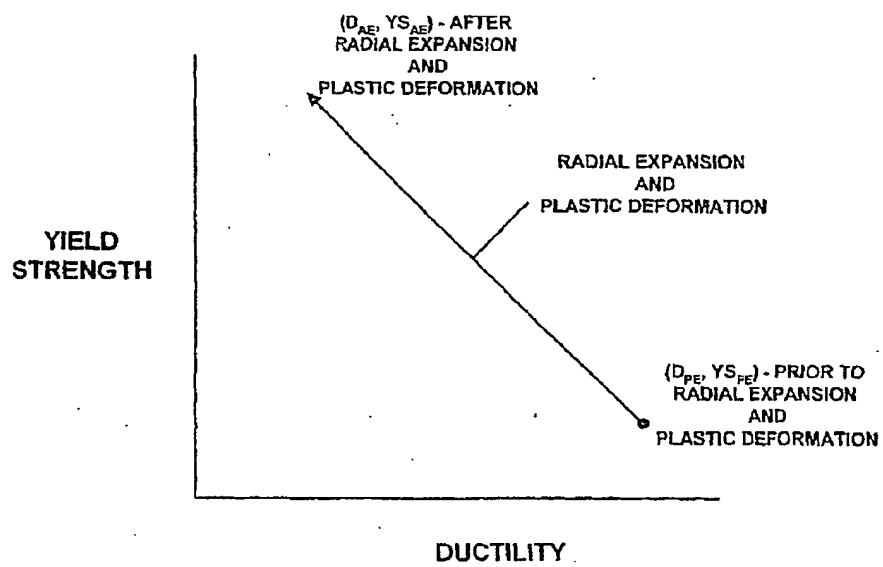 (D_AE, YS_AE) - AFTER
RADIAL EXPANSION
AND
PLASTIC DEFORMATION
RADIAL EXPANSION
AND
PLASTIC DEFORMATION
YIELD
STRENGTH
(D_PE, YS_PE) - PRIOR TO
RADIAL EXPANSION
AND
PLASTIC DEFORMATION
DUCTILITY